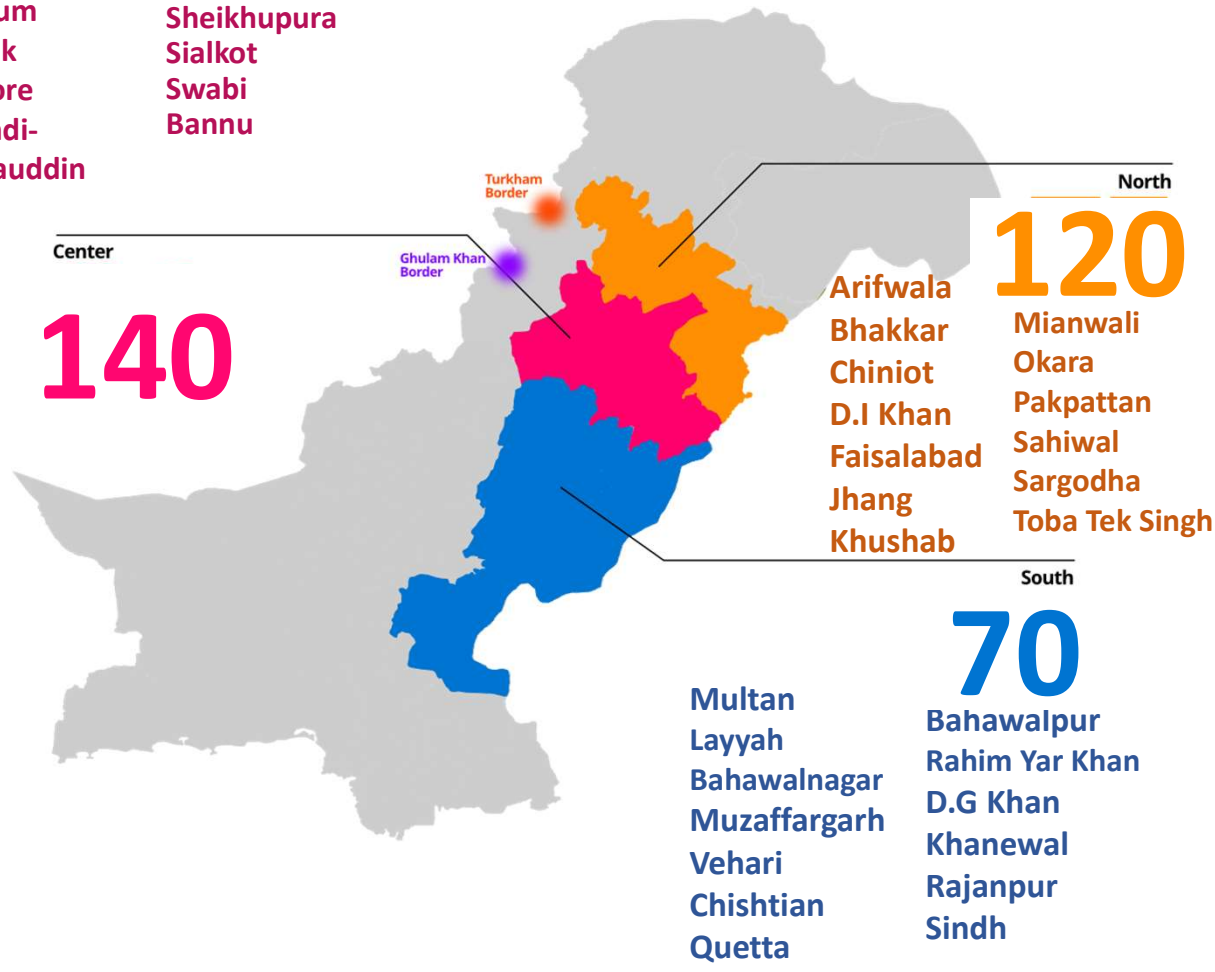 Sheikhupura
Sialkot
Swabi
Bannu
Turkham
Border
North
120
Center
Ghulam Khan
Border
140
Arifwala
Bhakkar
Chiniot
D.I Khan
Faisalabad
Jhang
Khushab
Mianwali
Okara
Pakpattan
Sahiwal
Sargodha
Toba Tek Singh
South
70
Multan
Layyah
Bahawalnagar
Muzaffargarh
Vehari
Chishtian
Quetta
Bahawalpur
Rahim Yar Khan
D.G Khan
Khanewal
Rajanpur
Sindh